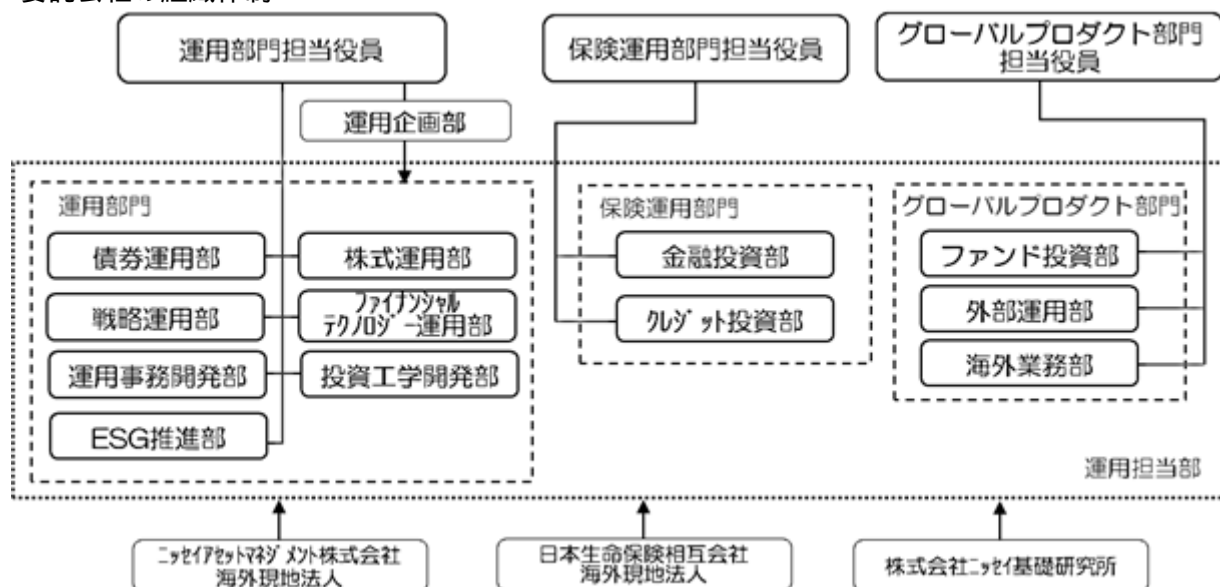 運用部門担当役員
保険運用部門担当役員
グローバルプロダクト部門
担当役員
運用企画部
運用部門
保険運用部門
グローバルプロダクト部門
債券運用部
株式運用部
金融投資部
ファンド投資部
戦略運用部
ファイナンシャル
テクノロジー運用部
クレジット投資部
外部運用部
運用事務開発部
投資工学開発部
海外業務部
ESG推進部
運用担当部
ニッセイアセットマネジメント株式会社
海外現地法人
日本生命保険相互会社
海外現地法人
株式会社ニッセイ基礎研究所